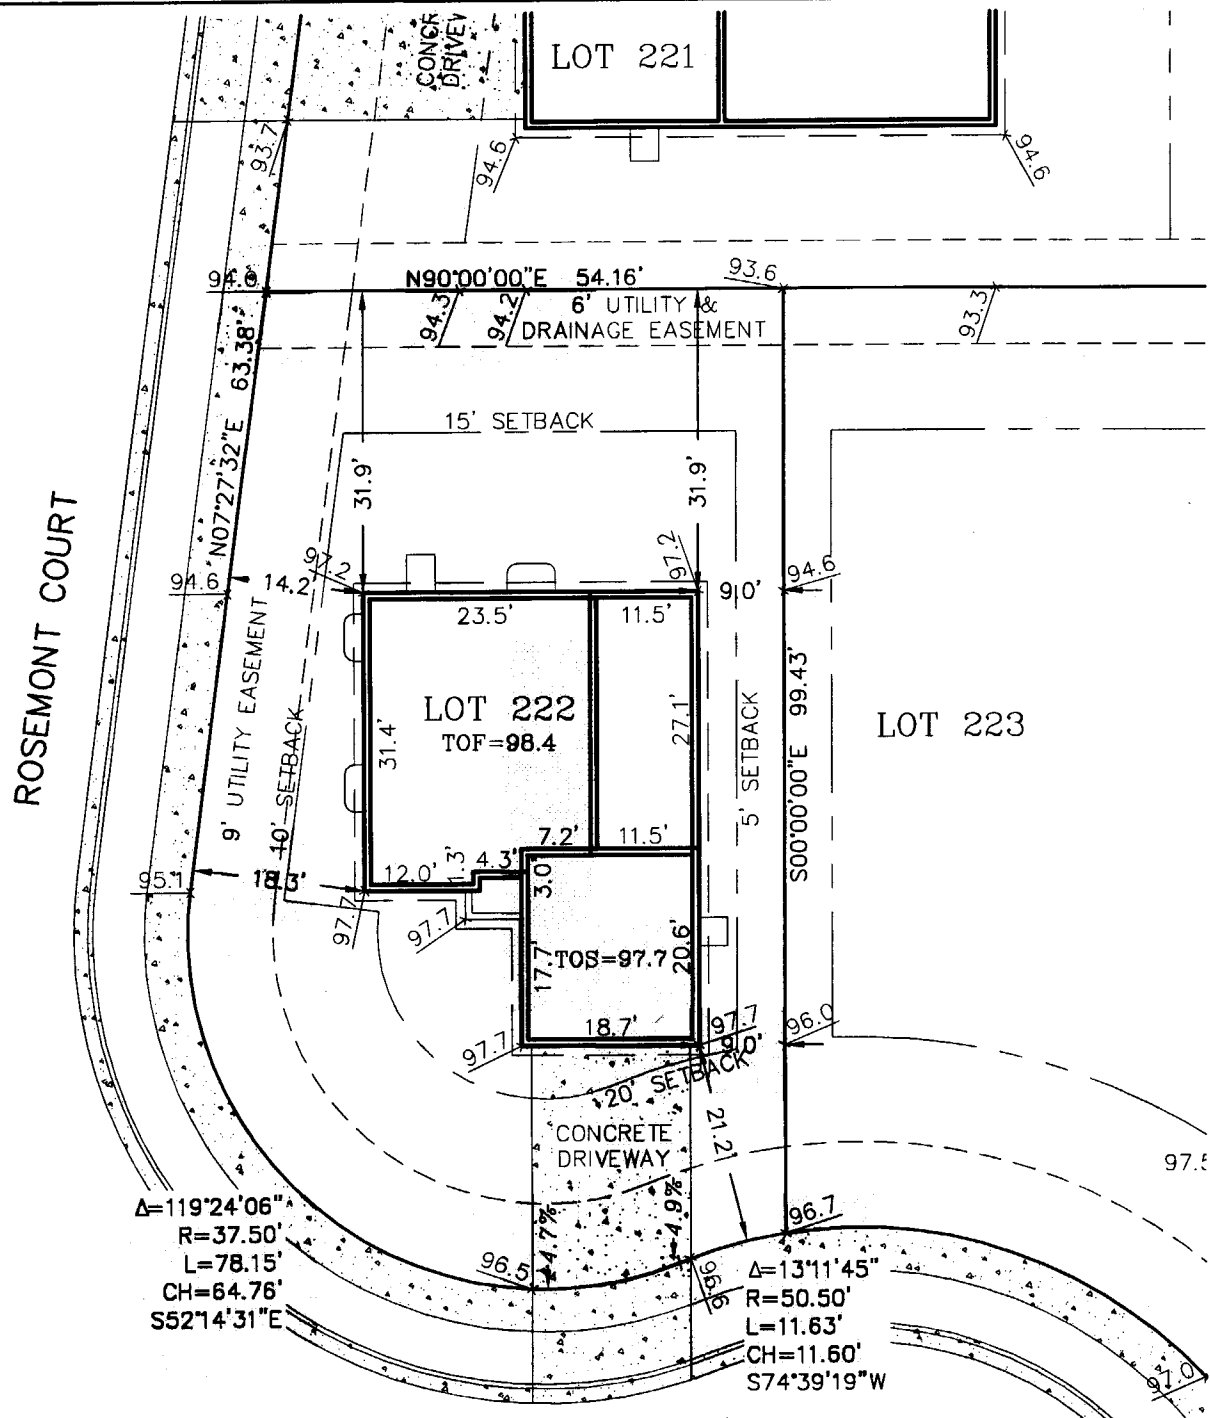 CONCR
DRIVEW
LOT 221
93.7
94.6
94.6
94.0
N90°00'00"E 54.16'
93.6
94.3
94.2
6' UTILITY &
DRAINAGE EASEMENT
93.3
N07°27'32"E 63.38'
15' SETBACK
31.9'
31.9'
ROSEMONT COURT
94.6
14.2'
97.2
97.2
9.0'
94.6
23.5'
11.5'
9' UTILITY EASEMENT
10' SETBACK
LOT 222
TOF=98.4
31.4'
27.1'
5' SETBACK
S00°00'00"E 99.43'
LOT 223
7.2'
11.5'
12.0'
1.3'
4.3'
3.0'
95.1
18.3'
97.7
97.7
17.7'
TOS=97.7
20.6'
18.7'
97.7
97.7
9.0'
96.0
20' SETBACK
CONCRETE
DRIVEWAY
21.2'
97.5
4.7%
4.9%
96.7
96.5
96.6
Δ=119°24'06"
R=37.50'
L=78.15'
CH=64.76'
S52°14'31"E
Δ=13°11'45"
R=50.50'
L=11.63'
CH=11.60'
S74°39'19"W
97.0